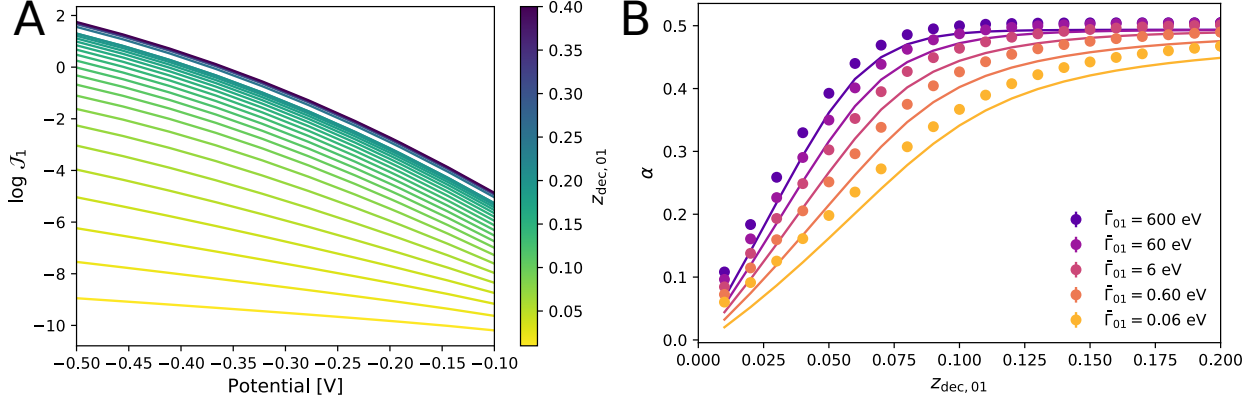 A
log 𝒥₁
2
0
−2
−4
−6
−8
−10
−0.50 −0.45 −0.40 −0.35 −0.30 −0.25 −0.20 −0.15 −0.10
Potential [V]
0.40
0.35
0.30
0.25
0.20
0.15
0.10
0.05
z_dec, 01
B
α
0.5
0.4
0.3
0.2
0.1
0.0
0.000 0.025 0.050 0.075 0.100 0.125 0.150 0.175 0.200
z_dec, 01
Γ̄₀₁ = 600 eV
Γ̄₀₁ = 60 eV
Γ̄₀₁ = 6 eV
Γ̄₀₁ = 0.60 eV
Γ̄₀₁ = 0.06 eV